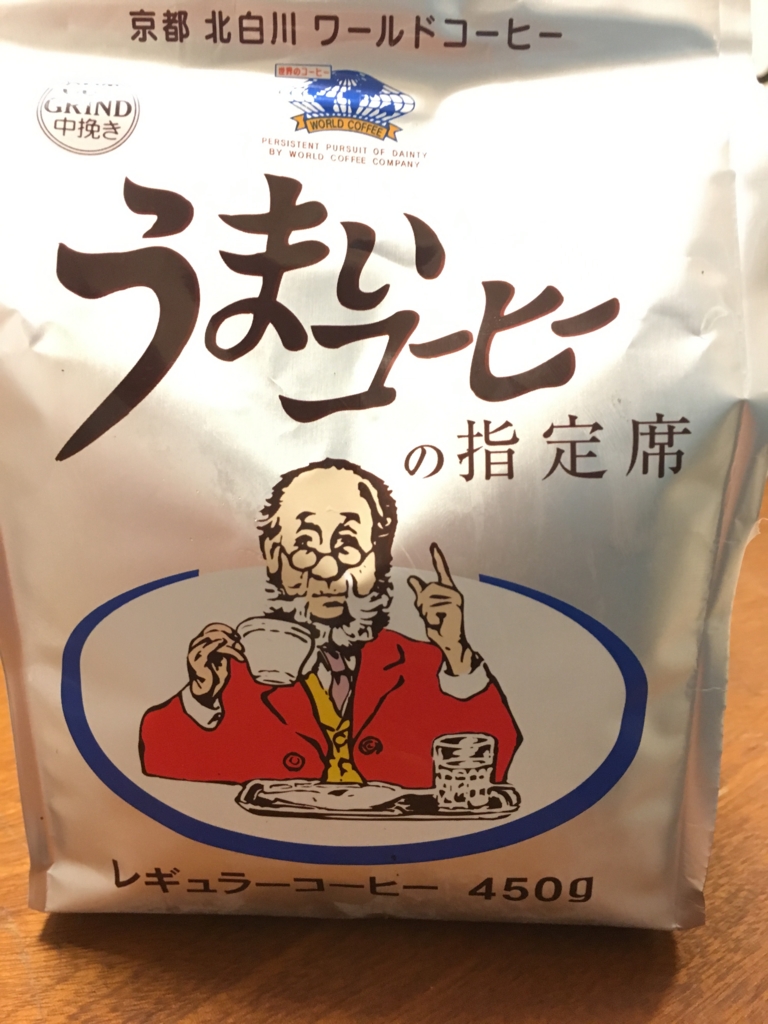 京都 北白川 ワールドコーヒー
世界のコーヒー
WORLD COFFEE
PERSISTENT PURSUIT OF DAINTY
BY WORLD COFFEE COMPANY
GRIND
中挽き
うまい
コーヒー
の指定席
レギュラーコーヒー 450g